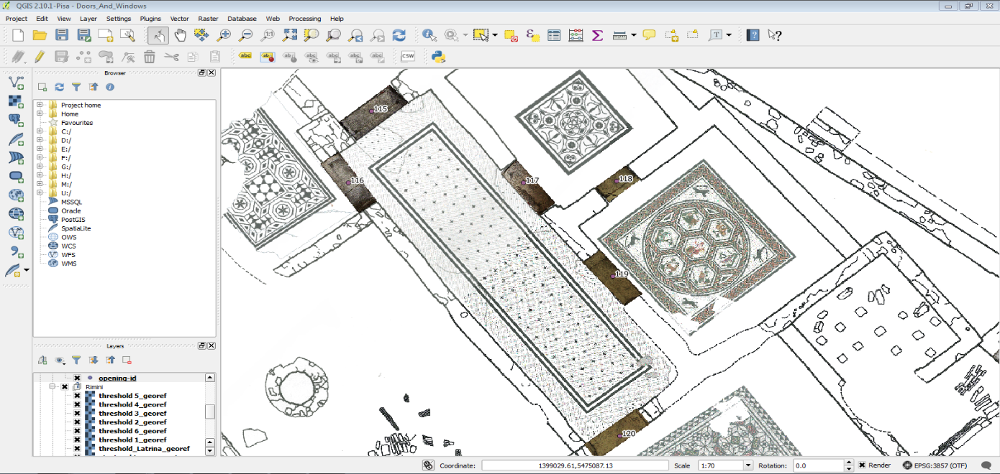 QGIS 2.10.1-Pisa - Doors_And_Windows
Project Edit View Layer Settings Plugins Vector Raster Database Web Processing Help
abc abc CSW
Browser
Project home
Home
Favourites
C:/
D:/
E:/
F:/
G:/
H:/
M:/
U:/
MSSQL
Oracle
PostGIS
SpatiaLite
OWS
WCS
WFS
WMS
Layers
opening-id
Rimini
threshold 5_georef
threshold 4_georef
threshold 3_georef
threshold 2_georef
threshold 6_georef
threshold 1_georef
threshold_Latrina_georef
115
116
117
118
119
120
Coordinate: 1399029.61,5475087.13 Scale 1:70 Rotation: 0.0 Render EPSG:3857 (OTF)